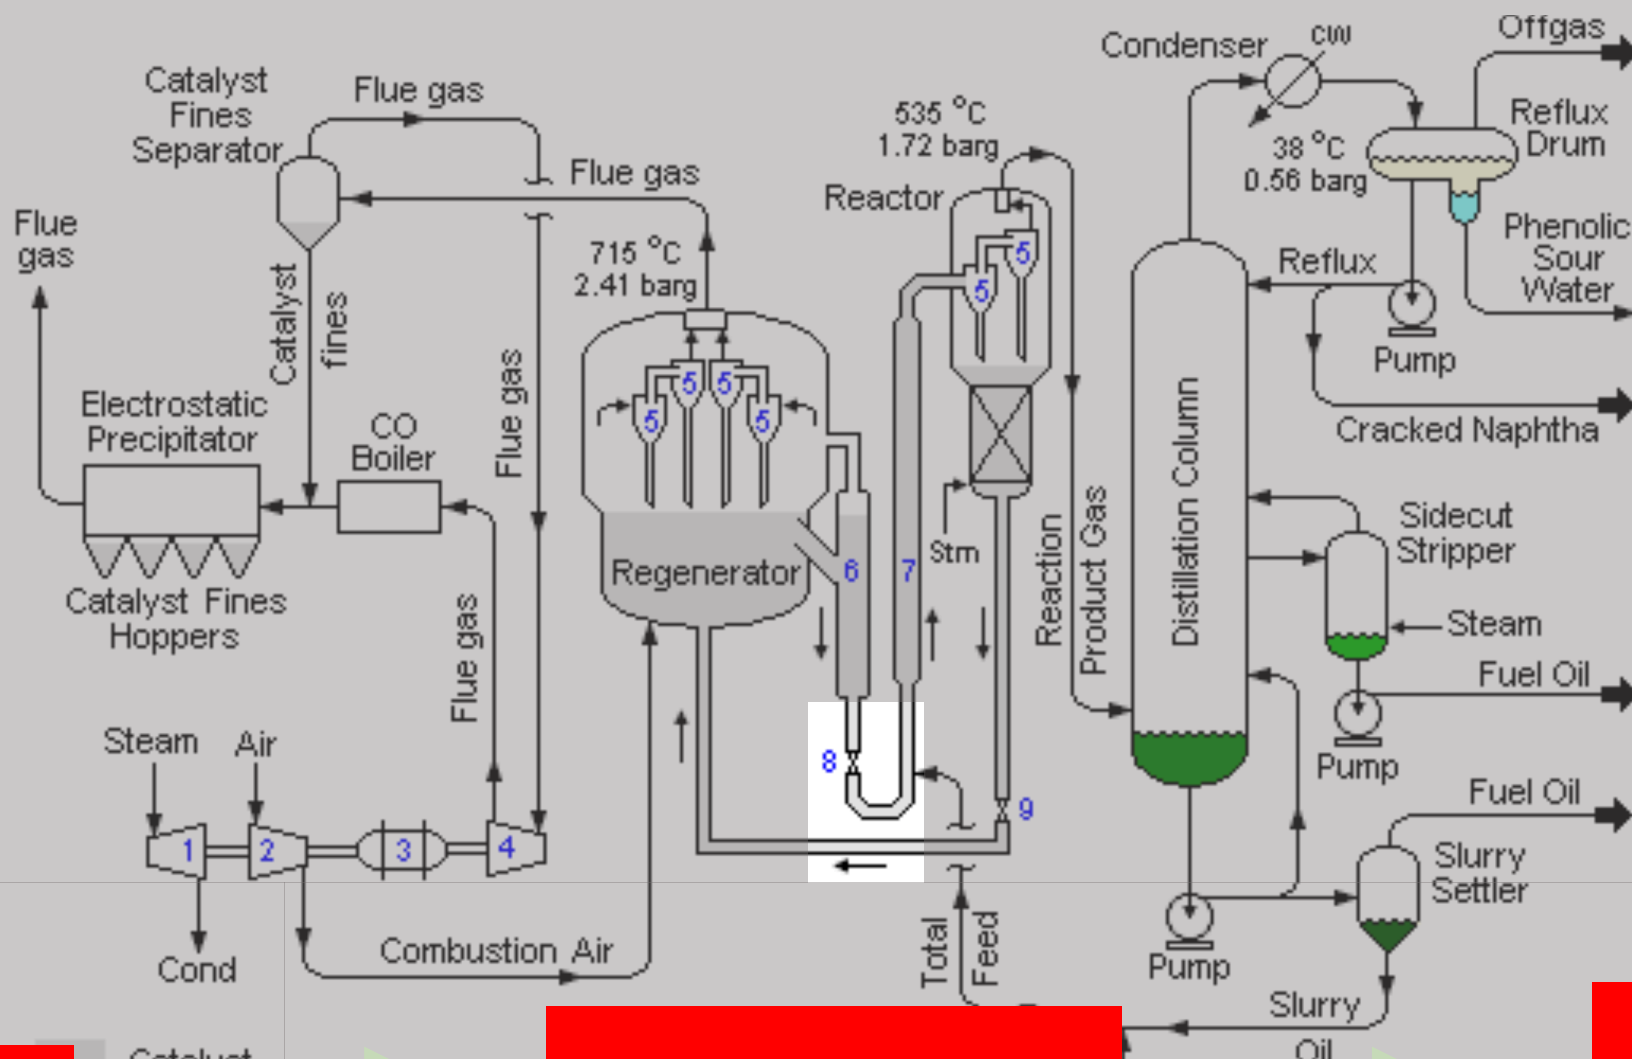 Offgas
CW
Condenser
Catalyst
Fines
Separator
Flue gas
535 °C
1.72 barg
Reflux
Drum
38 °C
0.56 barg
Flue gas
Reactor
Flue
gas
715 °C
2.41 barg
5
5
Phenolic
Sour
Water
Reflux
Catalyst
fines
Pump
5
5
5
5
Flue gas
Electrostatic
Precipitator
CO
Boiler
Cracked Naphtha
Distillation Column
Reaction
Product Gas
Sidecut
Stripper
Stm
Regenerator
6
7
Catalyst Fines
Hoppers
Flue gas
Steam
Fuel Oil
Steam
Air
8
9
Pump
Fuel Oil
1
2
3
4
Slurry
Settler
Combustion Air
Cond
Total
Feed
Pump
Slurry
Oil
Catalyst